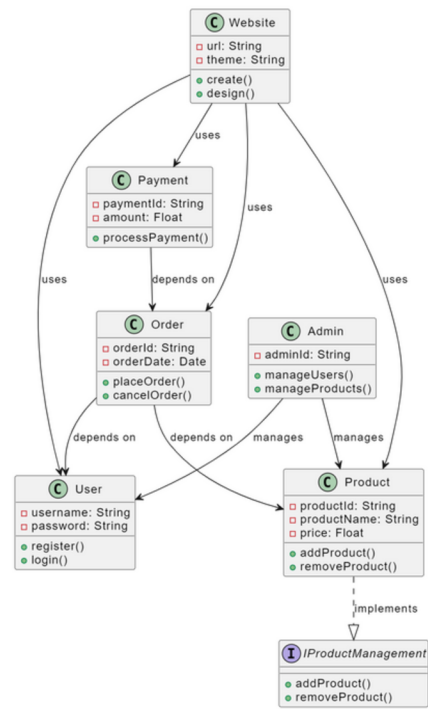 C Website
url: String
theme: String
create()
design()
uses
C Payment
paymentId: String
amount: Float
processPayment()
uses
uses
uses
depends on
C Order
orderId: String
orderDate: Date
placeOrder()
cancelOrder()
C Admin
adminId: String
manageUsers()
manageProducts()
depends on
depends on
manages
manages
C User
username: String
password: String
register()
login()
C Product
productId: String
productName: String
price: Float
addProduct()
removeProduct()
implements
I IProductManagement
addProduct()
removeProduct()